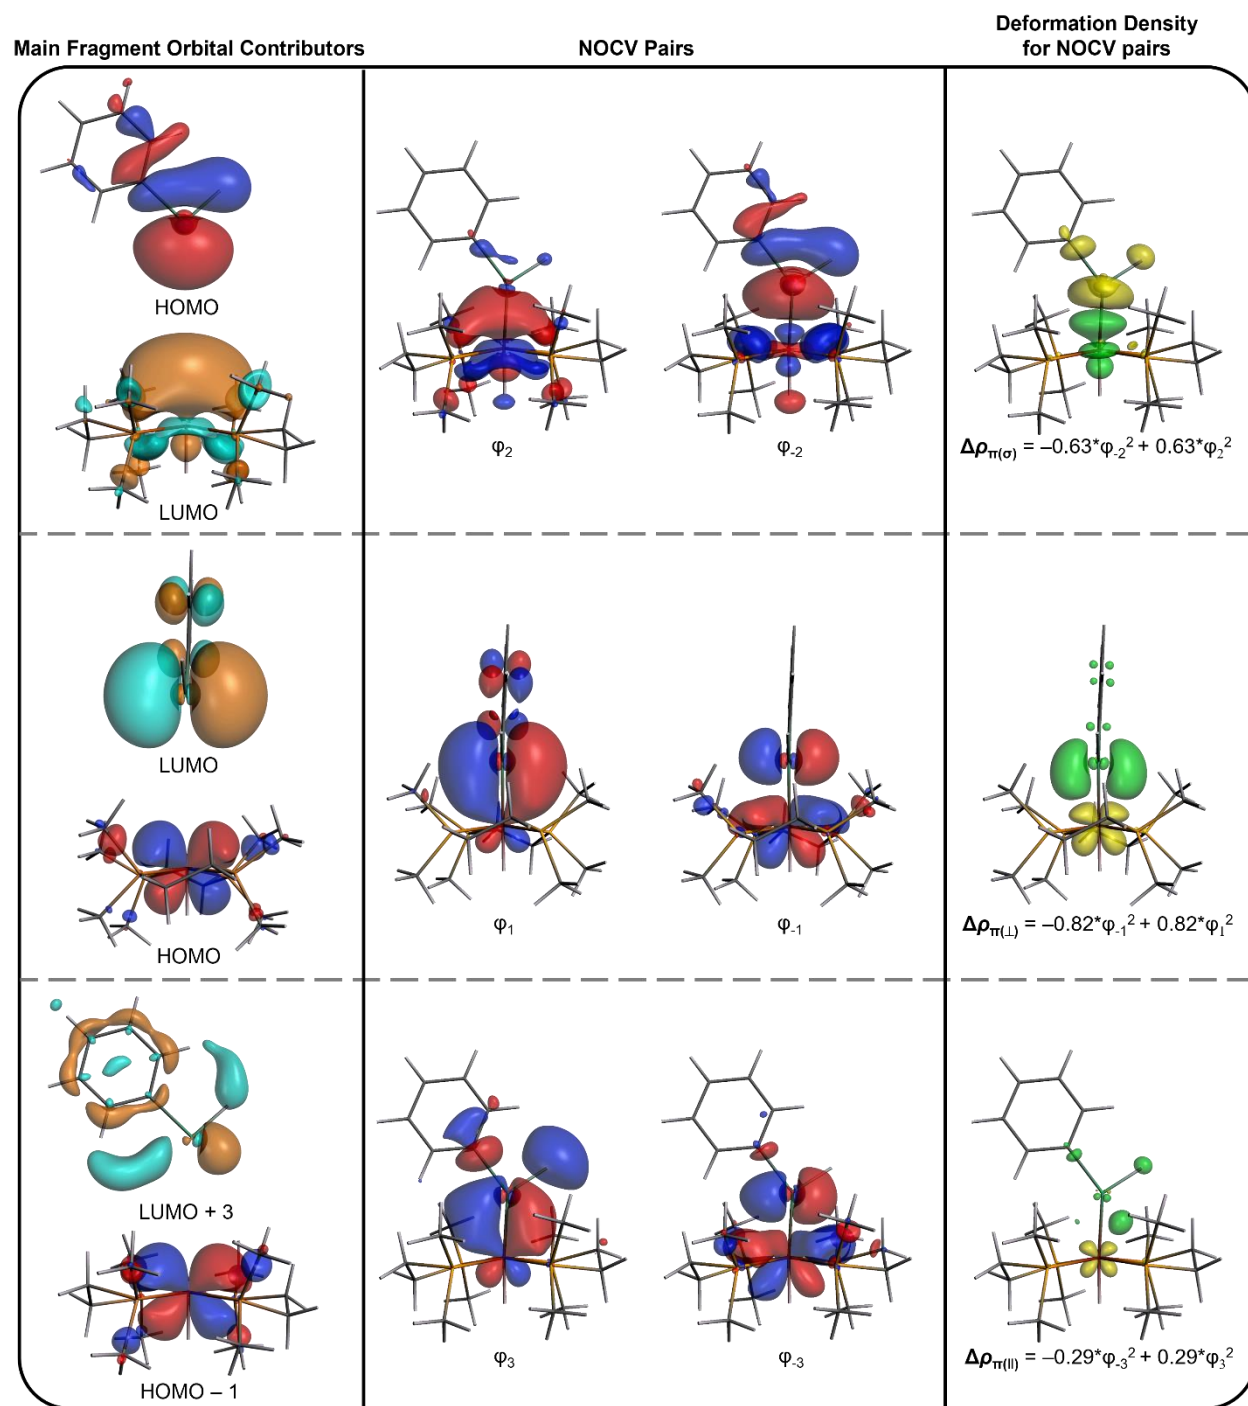 Main Fragment Orbital Contributors
NOCV Pairs
Deformation Density
for NOCV pairs
HOMO
LUMO
φ₂
φ₋₂
Δρπ(σ) = –0.63*φ₋₂² + 0.63*φ₂²
LUMO
HOMO
φ₁
φ₋₁
Δρπ(⊥) = –0.82*φ₋₁² + 0.82*φ₁²
LUMO + 3
HOMO – 1
φ₃
φ₋₃
Δρπ(II) = –0.29*φ₋₃² + 0.29*φ₃²